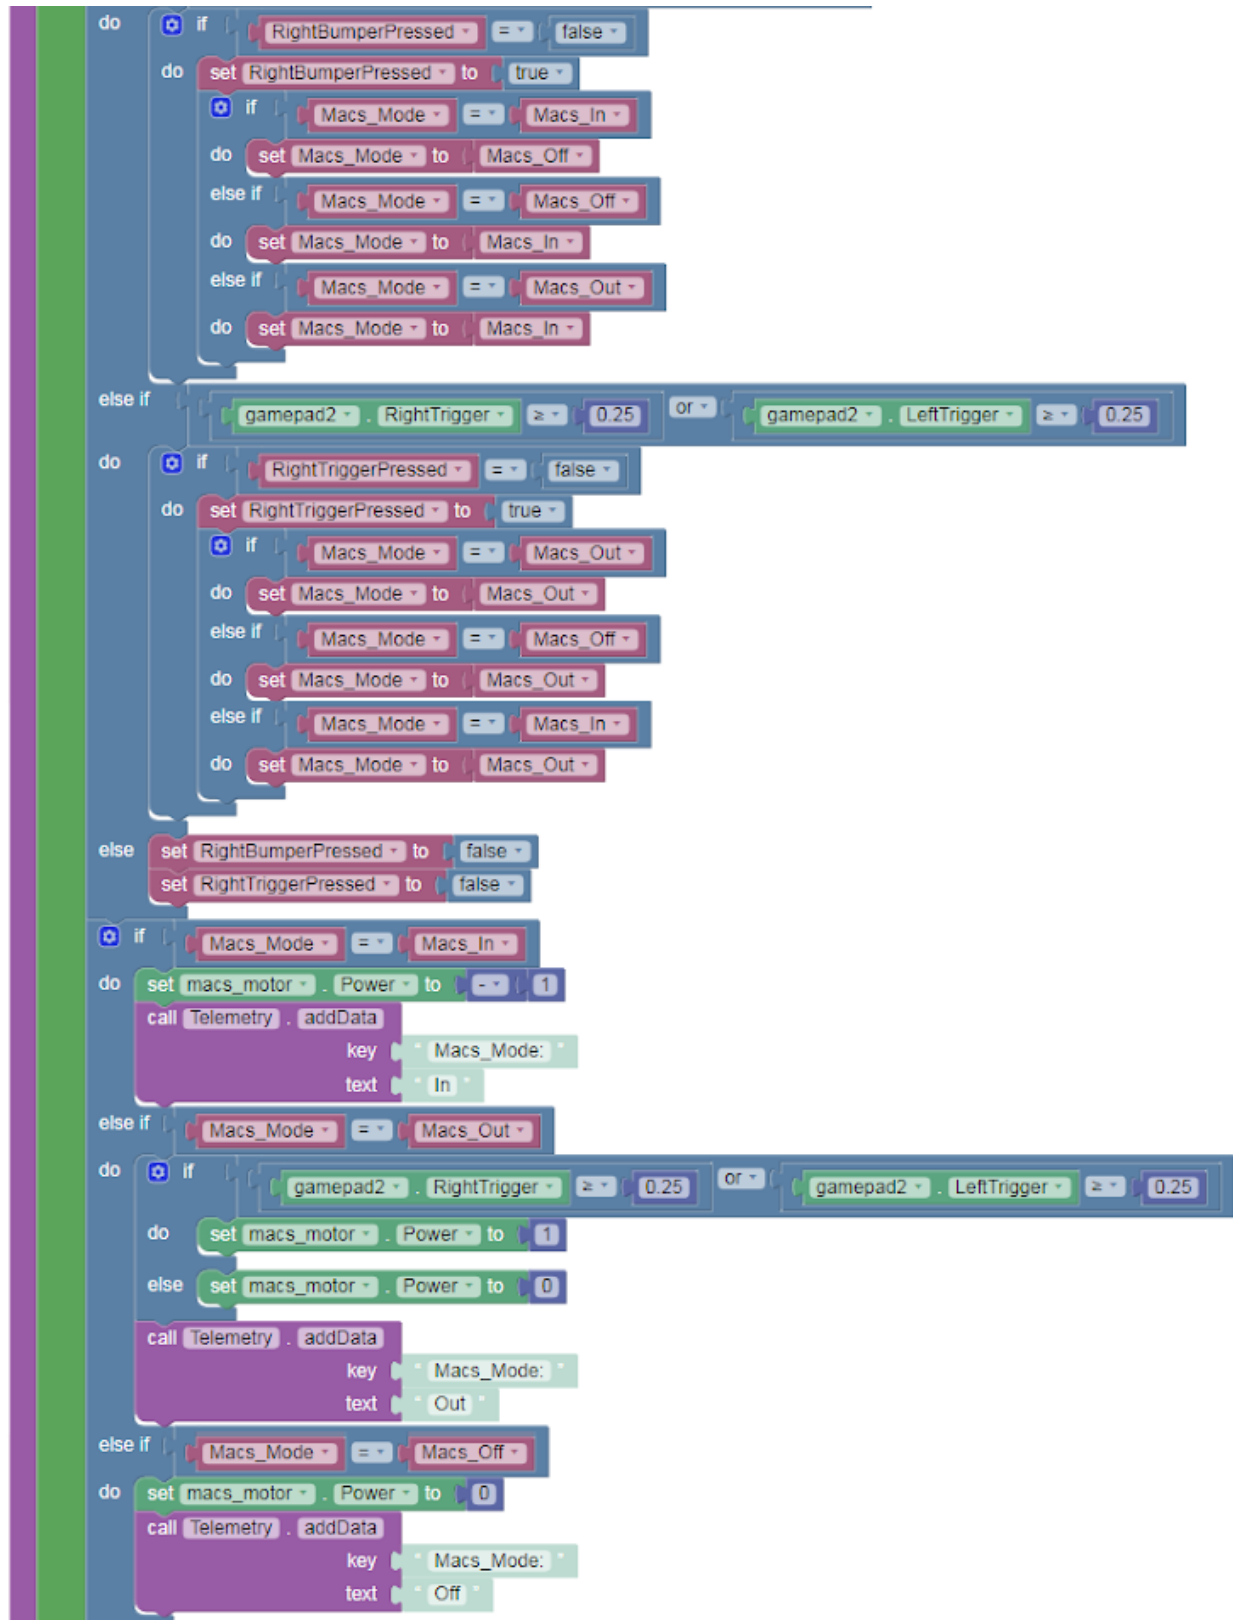 do if RightBumperPressed = false
do set RightBumperPressed to true
if Macs_Mode = Macs_In
do set Macs_Mode to Macs_Off
else if Macs_Mode = Macs_Off
do set Macs_Mode to Macs_In
else if Macs_Mode = Macs_Out
do set Macs_Mode to Macs_In
else if gamepad2 . RightTrigger ≥ 0.25 or gamepad2 . LeftTrigger ≥ 0.25
do if RightTriggerPressed = false
do set RightTriggerPressed to true
if Macs_Mode = Macs_Out
do set Macs_Mode to Macs_Out
else if Macs_Mode = Macs_Off
do set Macs_Mode to Macs_Out
else if Macs_Mode = Macs_In
do set Macs_Mode to Macs_Out
else set RightBumperPressed to false
set RightTriggerPressed to false
if Macs_Mode = Macs_In
do set macs_motor . Power to - 1
call Telemetry . addData
key " Macs_Mode: "
text " In "
else if Macs_Mode = Macs_Out
do if gamepad2 . RightTrigger ≥ 0.25 or gamepad2 . LeftTrigger ≥ 0.25
do set macs_motor . Power to 1
else set macs_motor . Power to 0
call Telemetry . addData
key " Macs_Mode: "
text " Out "
else if Macs_Mode = Macs_Off
do set macs_motor . Power to 0
call Telemetry . addData
key " Macs_Mode: "
text " Off "